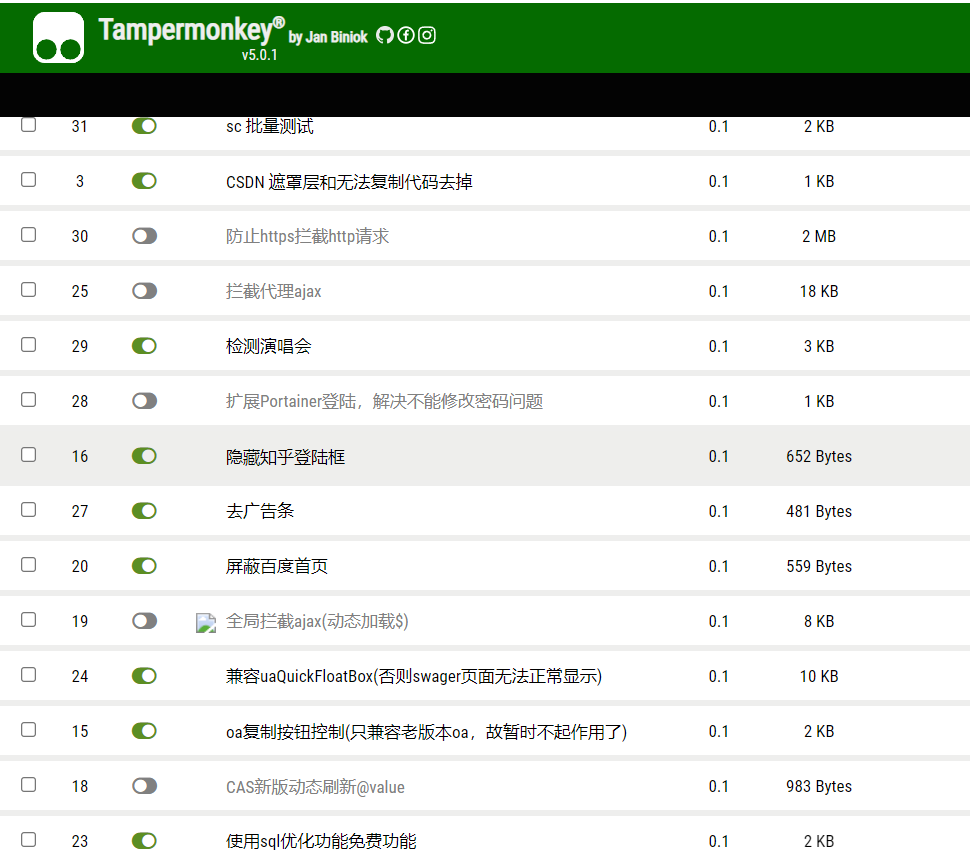 Tampermonkey® by Jan Biniok
v5.0.1
31 sc 批量测试 0.1 2 KB
3 CSDN 遮罩层和无法复制代码去掉 0.1 1 KB
30 防止https拦截http请求 0.1 2 MB
25 拦截代理ajax 0.1 18 KB
29 检测演唱会 0.1 3 KB
28 扩展Portainer登陆，解决不能修改密码问题 0.1 1 KB
16 隐藏知乎登陆框 0.1 652 Bytes
27 去广告条 0.1 481 Bytes
20 屏蔽百度首页 0.1 559 Bytes
19 全局拦截ajax(动态加载$) 0.1 8 KB
24 兼容uaQuickFloatBox(否则swager页面无法正常显示) 0.1 10 KB
15 oa复制按钮控制(只兼容老版本oa，故暂时不起作用了) 0.1 2 KB
18 CAS新版动态刷新@value 0.1 983 Bytes
23 使用sql优化功能免费功能 0.1 2 KB